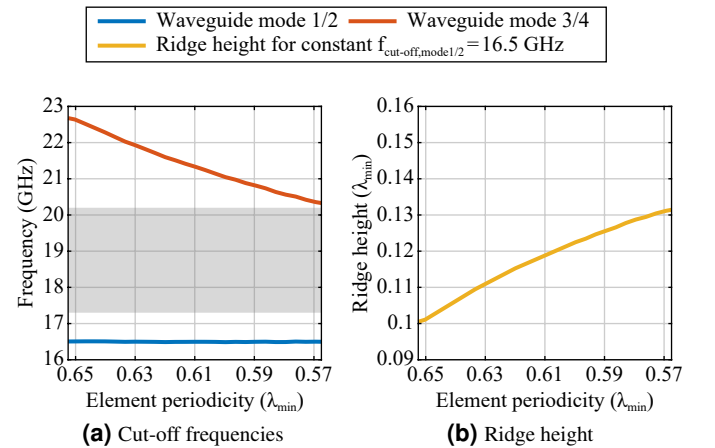 Waveguide mode 1/2 Waveguide mode 3/4
Ridge height for constant f_cut-off,mode1/2 = 16.5 GHz
23
22
21
20
19
18
17
16
Frequency (GHz)
0.65 0.63 0.61 0.59 0.57
Element periodicity (λ_min)
(a) Cut-off frequencies
0.16
0.15
0.14
0.13
0.12
0.11
0.1
0.09
Ridge height (λ_min)
0.65 0.63 0.61 0.59 0.57
Element periodicity (λ_min)
(b) Ridge height